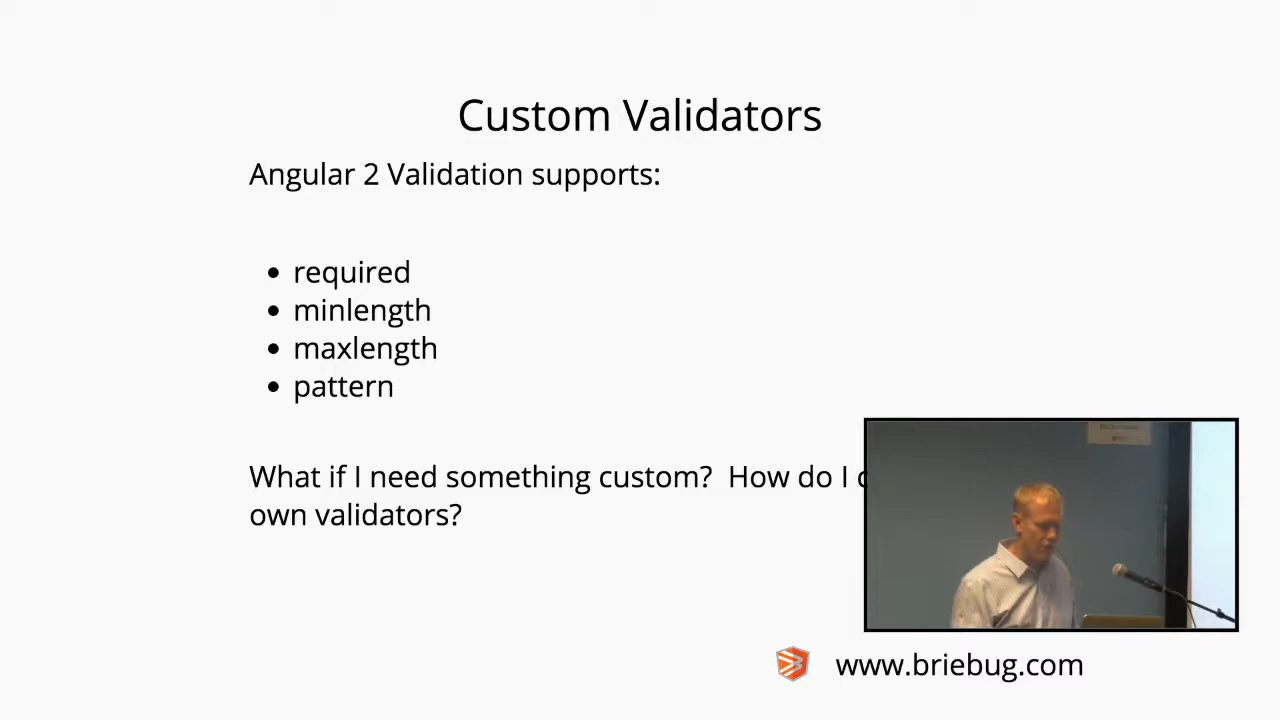 Custom Validators
Angular 2 Validation supports:
required
minlength
maxlength
pattern
What if I need something custom? How do I
own validators?
www.briebug.com